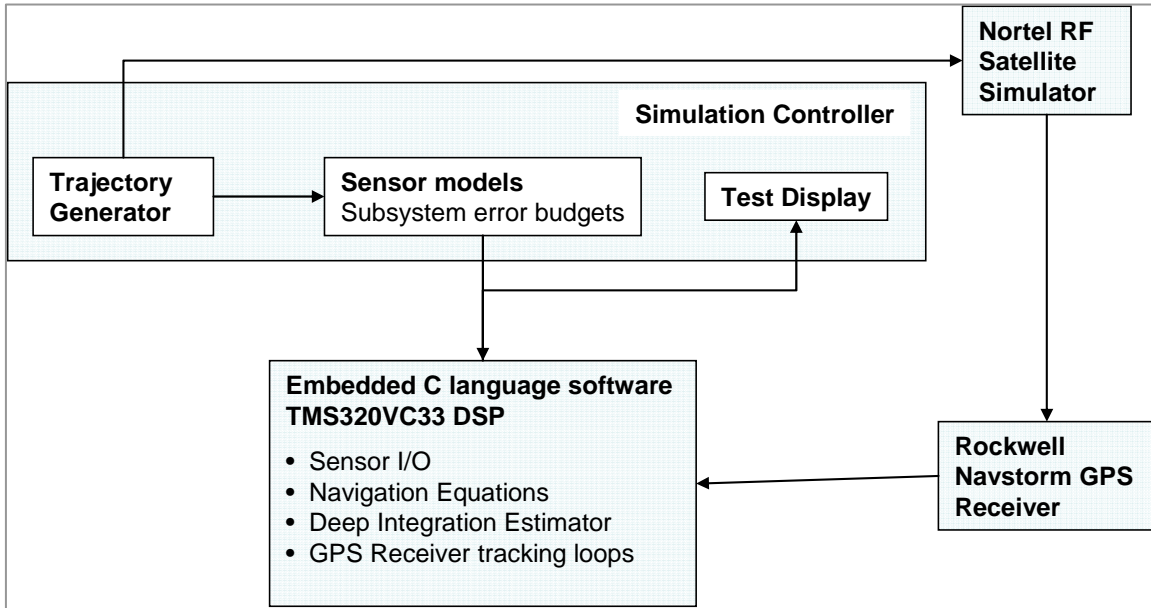 Nortel RF
Satellite
Simulator
Simulation Controller
Trajectory
Generator
Sensor models
Subsystem error budgets
Test Display
Embedded C language software
TMS320VC33 DSP
• Sensor I/O
• Navigation Equations
• Deep Integration Estimator
• GPS Receiver tracking loops
Rockwell
Navstorm GPS
Receiver